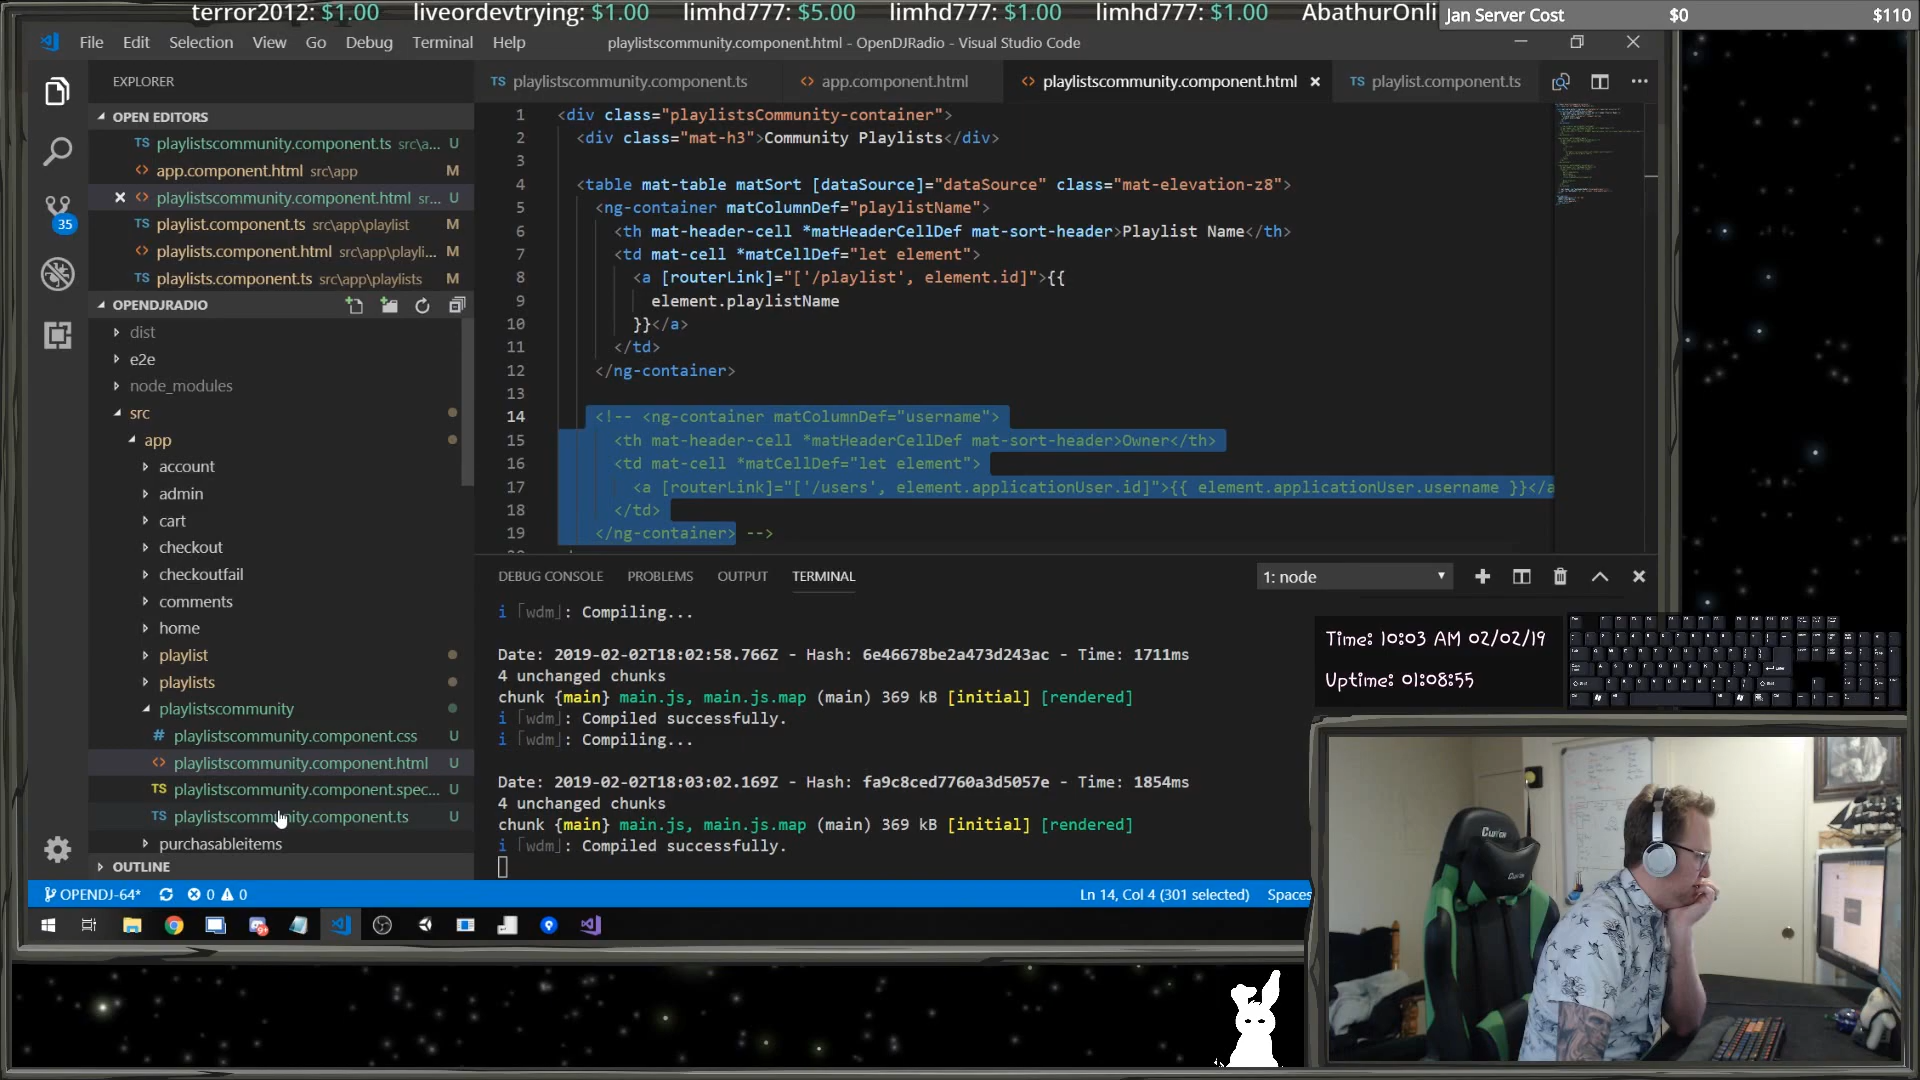 terror2012: $1.00 liveordevtrying: $1.00 limhd777: $5.00 limhd777: $1.00 limhd777: $1.00 AbathurOnli
Jan Server Cost $0 $110
File Edit Selection View Go Debug Terminal Help playlistscommunity.component.html - OpenDJRadio - Visual Studio Code
EXPLORER
TS playlistscommunity.component.ts <> app.component.html <> playlistscommunity.component.html × TS playlist.component.ts
OPEN EDITORS
TS playlistscommunity.component.ts src\a... U
<> app.component.html src\app M
× <> playlistscommunity.component.html sr... U
TS playlist.component.ts src\app\playlist M
<> playlists.component.html src\app\playli... M
TS playlists.component.ts src\app\playlists M
35
OPENDJRADIO
dist
e2e
node_modules
src
app
account
admin
cart
checkout
checkoutfail
comments
home
playlist
playlists
playlistscommunity
# playlistscommunity.component.css U
<> playlistscommunity.component.html U
TS playlistscommunity.component.spec... U
TS playlistscommunity.component.ts U
purchasableitems
OUTLINE
1 <div class="playlistsCommunity-container">
2 <div class="mat-h3">Community Playlists</div>
3
4 <table mat-table matSort [dataSource]="dataSource" class="mat-elevation-z8">
5 <ng-container matColumnDef="playlistName">
6 <th mat-header-cell *matHeaderCellDef mat-sort-header>Playlist Name</th>
7 <td mat-cell *matCellDef="let element">
8 <a [routerLink]="['/playlist', element.id]">{{
9 element.playlistName
10 }}</a>
11 </td>
12 </ng-container>
13
14 <!-- <ng-container matColumnDef="username">
15 <th mat-header-cell *matHeaderCellDef mat-sort-header>Owner</th>
16 <td mat-cell *matCellDef="let element">
17 <a [routerLink]="['/users', element.applicationUser.id]">{{ element.applicationUser.username }}</a
18 </td>
19 </ng-container> -->
DEBUG CONSOLE PROBLEMS OUTPUT TERMINAL 1: node
i ｢wdm｣: Compiling...
Date: 2019-02-02T18:02:58.766Z - Hash: 6e46678be2a473d243ac - Time: 1711ms
4 unchanged chunks
chunk {main} main.js, main.js.map (main) 369 kB [initial] [rendered]
i ｢wdm｣: Compiled successfully.
i ｢wdm｣: Compiling...
Date: 2019-02-02T18:03:02.169Z - Hash: fa9c8ced7760a3d5057e - Time: 1854ms
4 unchanged chunks
chunk {main} main.js, main.js.map (main) 369 kB [initial] [rendered]
i ｢wdm｣: Compiled successfully.
OPENDJ-64* 0 0 Ln 14, Col 4 (301 selected) Spaces
Time: 10:03 AM 02/02/19
Uptime: 01:08:55